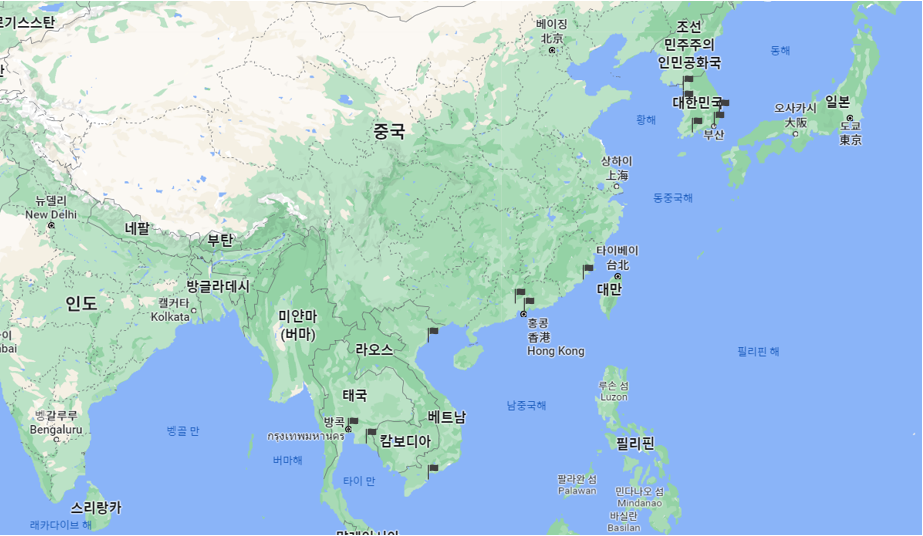 르기스스탄
베이징
北京
조선
민주주의
인민공화국
동해
대한민국
오사카시
大阪
일본
도쿄
東京
중국
황해
부산
상하이
上海
동중국해
뉴델리
New Delhi
네팔
부탄
타이베이
台北
방글라데시
대만
인도
캘커타
Kolkata
미얀마
(버마)
홍콩
香港
Hong Kong
라오스
필리핀 해
태국
루손 섬
Luzon
남중국해
벵갈루루
Bengaluru
방콕
กรุงเทพมหานคร
베트남
벵골 만
캄보디아
필리핀
버마해
타이 만
팔라완 섬
Palawan
민다나오 섬
Mindanao
스리랑카
바실란
Basilan
래카다이브 해